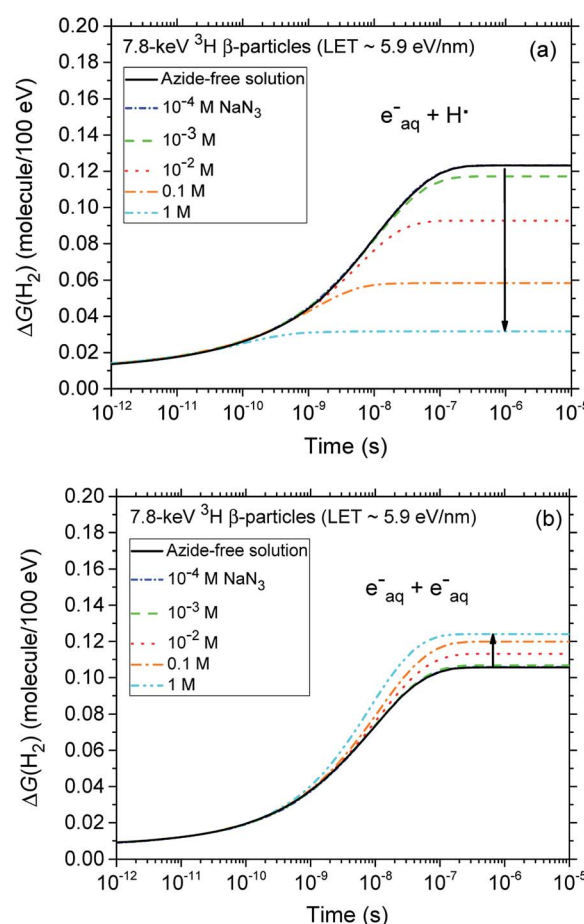 7.8-keV ³H β-particles (LET ~ 5.9 eV/nm)
(a)
Azide-free solution
10⁻⁴ M NaN₃
10⁻³ M
10⁻² M
0.1 M
1 M
e⁻aq + H•
ΔG(H₂) (molecule/100 eV)
0.20
0.18
0.16
0.14
0.12
0.10
0.08
0.06
0.04
0.02
0.00
10⁻¹² 10⁻¹¹ 10⁻¹⁰ 10⁻⁹ 10⁻⁸ 10⁻⁷ 10⁻⁶ 10⁻⁵
Time (s)
7.8-keV ³H β-particles (LET ~ 5.9 eV/nm)
(b)
Azide-free solution
10⁻⁴ M NaN₃
10⁻³ M
10⁻² M
0.1 M
1 M
e⁻aq + e⁻aq
ΔG(H₂) (molecule/100 eV)
0.20
0.18
0.16
0.14
0.12
0.10
0.08
0.06
0.04
0.02
0.00
10⁻¹² 10⁻¹¹ 10⁻¹⁰ 10⁻⁹ 10⁻⁸ 10⁻⁷ 10⁻⁶ 10⁻⁵
Time (s)